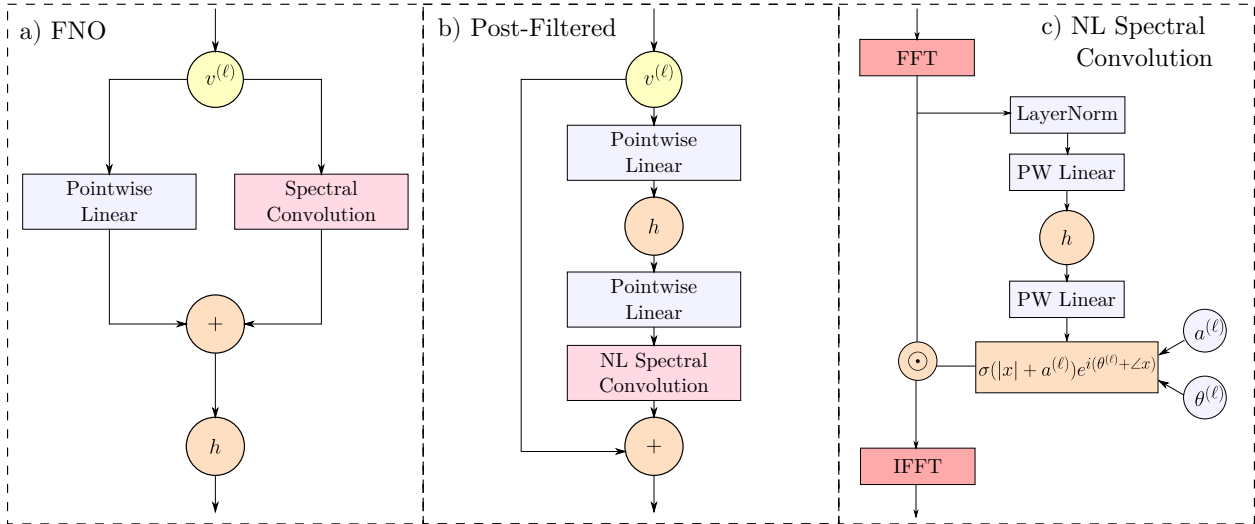 a) FNO
v^(ℓ)
Pointwise
Linear
Spectral
Convolution
+
h
b) Post-Filtered
v^(ℓ)
Pointwise
Linear
h
Pointwise
Linear
NL Spectral
Convolution
+
c) NL Spectral
Convolution
FFT
LayerNorm
PW Linear
h
PW Linear
a^(ℓ)
⊙
σ(|x| + a^(ℓ))e^{i(θ^(ℓ)+∠x)}
θ^(ℓ)
IFFT